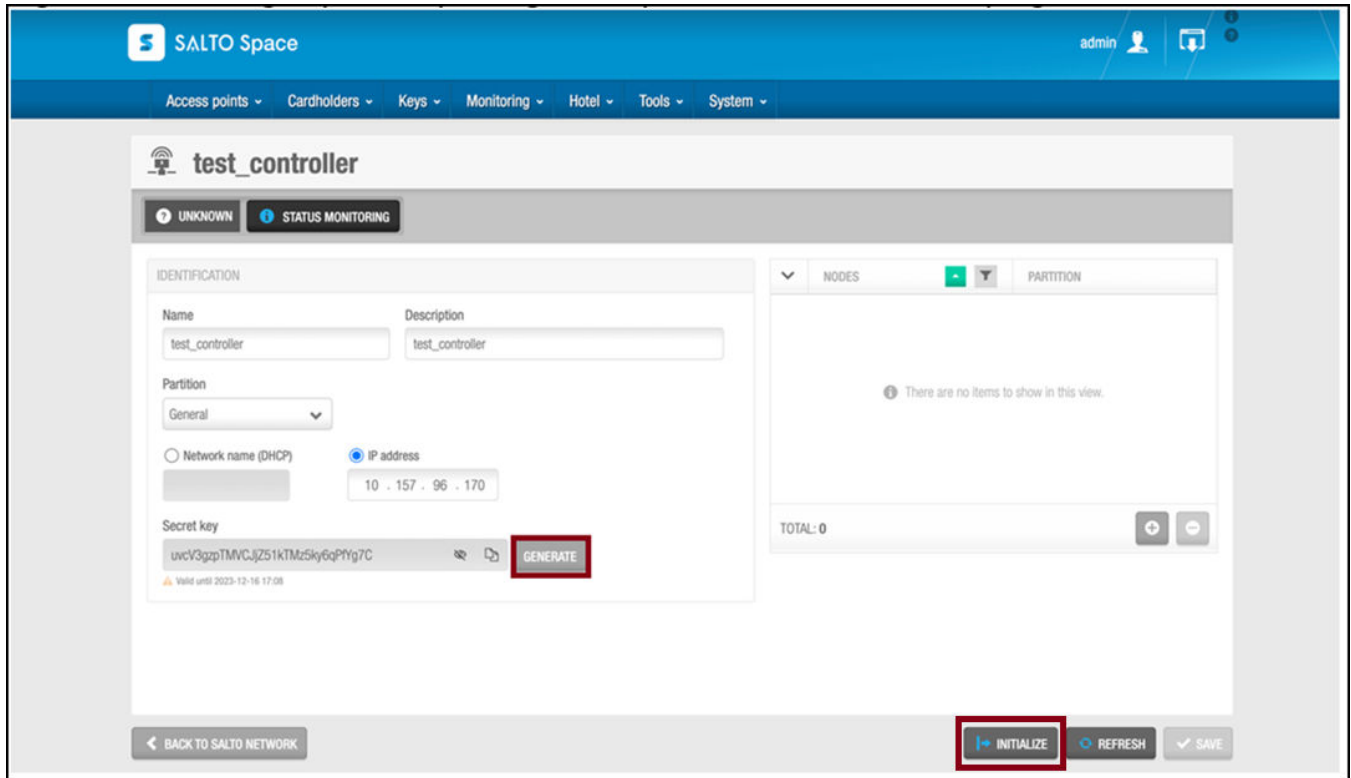 SALTO Space
admin
Access points Cardholders Keys Monitoring Hotel Tools System
test_controller
UNKNOWN STATUS MONITORING
IDENTIFICATION
Name Description
test_controller test_controller
Partition
General
Network name (DHCP) IP address
10 . 157 . 96 . 170
Secret key
GENERATE
Valid until 2023-12-16 17:08
NODES PARTITION
There are no items to show in this view.
TOTAL: 0
BACK TO SALTO NETWORK
INITIALIZE REFRESH SAVE